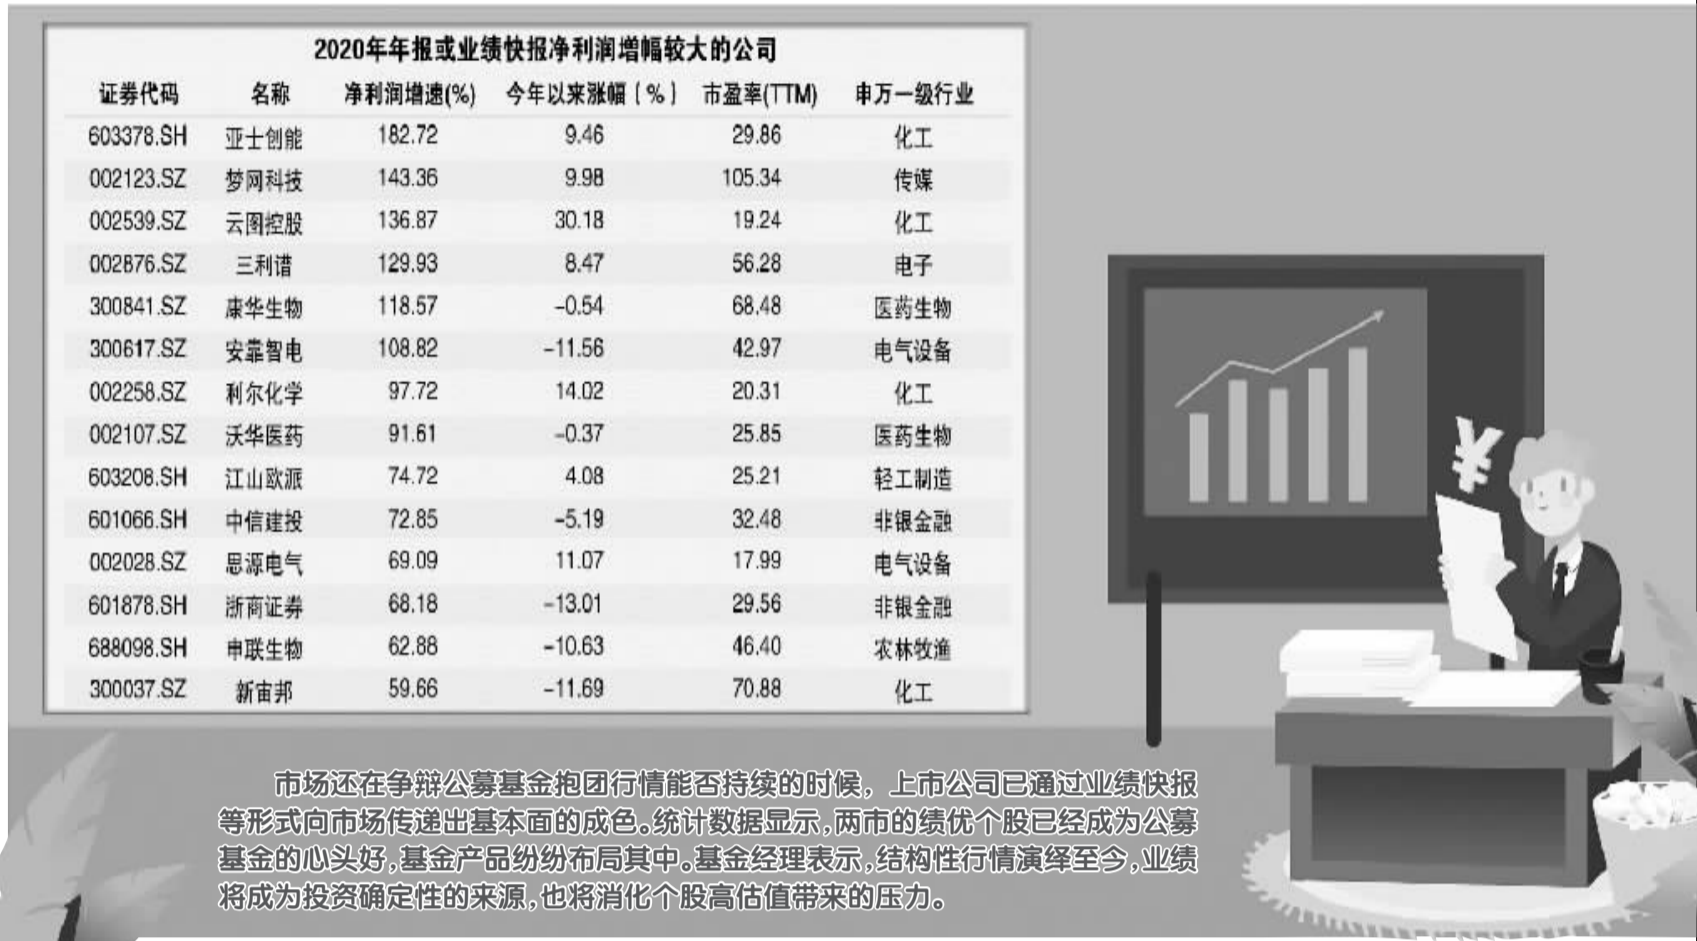 2020年年报或业绩快报净利润增幅较大的公司
证券代码 名称 净利润增速(%) 今年以来涨幅（%） 市盈率(TTM) 申万一级行业
603378.SH 亚士创能 182.72 9.46 29.86 化工
002123.SZ 梦网科技 143.36 9.98 105.34 传媒
002539.SZ 云图控股 136.87 30.18 19.24 化工
002876.SZ 三利谱 129.93 8.47 56.28 电子
300841.SZ 康华生物 118.57 -0.54 68.48 医药生物
300617.SZ 安靠智电 108.82 -11.56 42.97 电气设备
002258.SZ 利尔化学 97.72 14.02 20.31 化工
002107.SZ 沃华医药 91.61 -0.37 25.85 医药生物
603208.SH 江山欧派 74.72 4.08 25.21 轻工制造
601066.SH 中信建投 72.85 -5.19 32.48 非银金融
002028.SZ 思源电气 69.09 11.07 17.99 电气设备
601878.SH 浙商证券 68.18 -13.01 29.56 非银金融
688098.SH 申联生物 62.88 -10.63 46.40 农林牧渔
300037.SZ 新宙邦 59.66 -11.69 70.88 化工
¥
市场还在争辩公募基金抱团行情能否持续的时候，上市公司已通过业绩快报
等形式向市场传递出基本面的成色。统计数据显示，两市的绩优个股已经成为公募
基金的心头好，基金产品纷纷布局其中。基金经理表示，结构性行情演绎至今，业绩
将成为投资确定性的来源，也将消化个股高估值带来的压力。